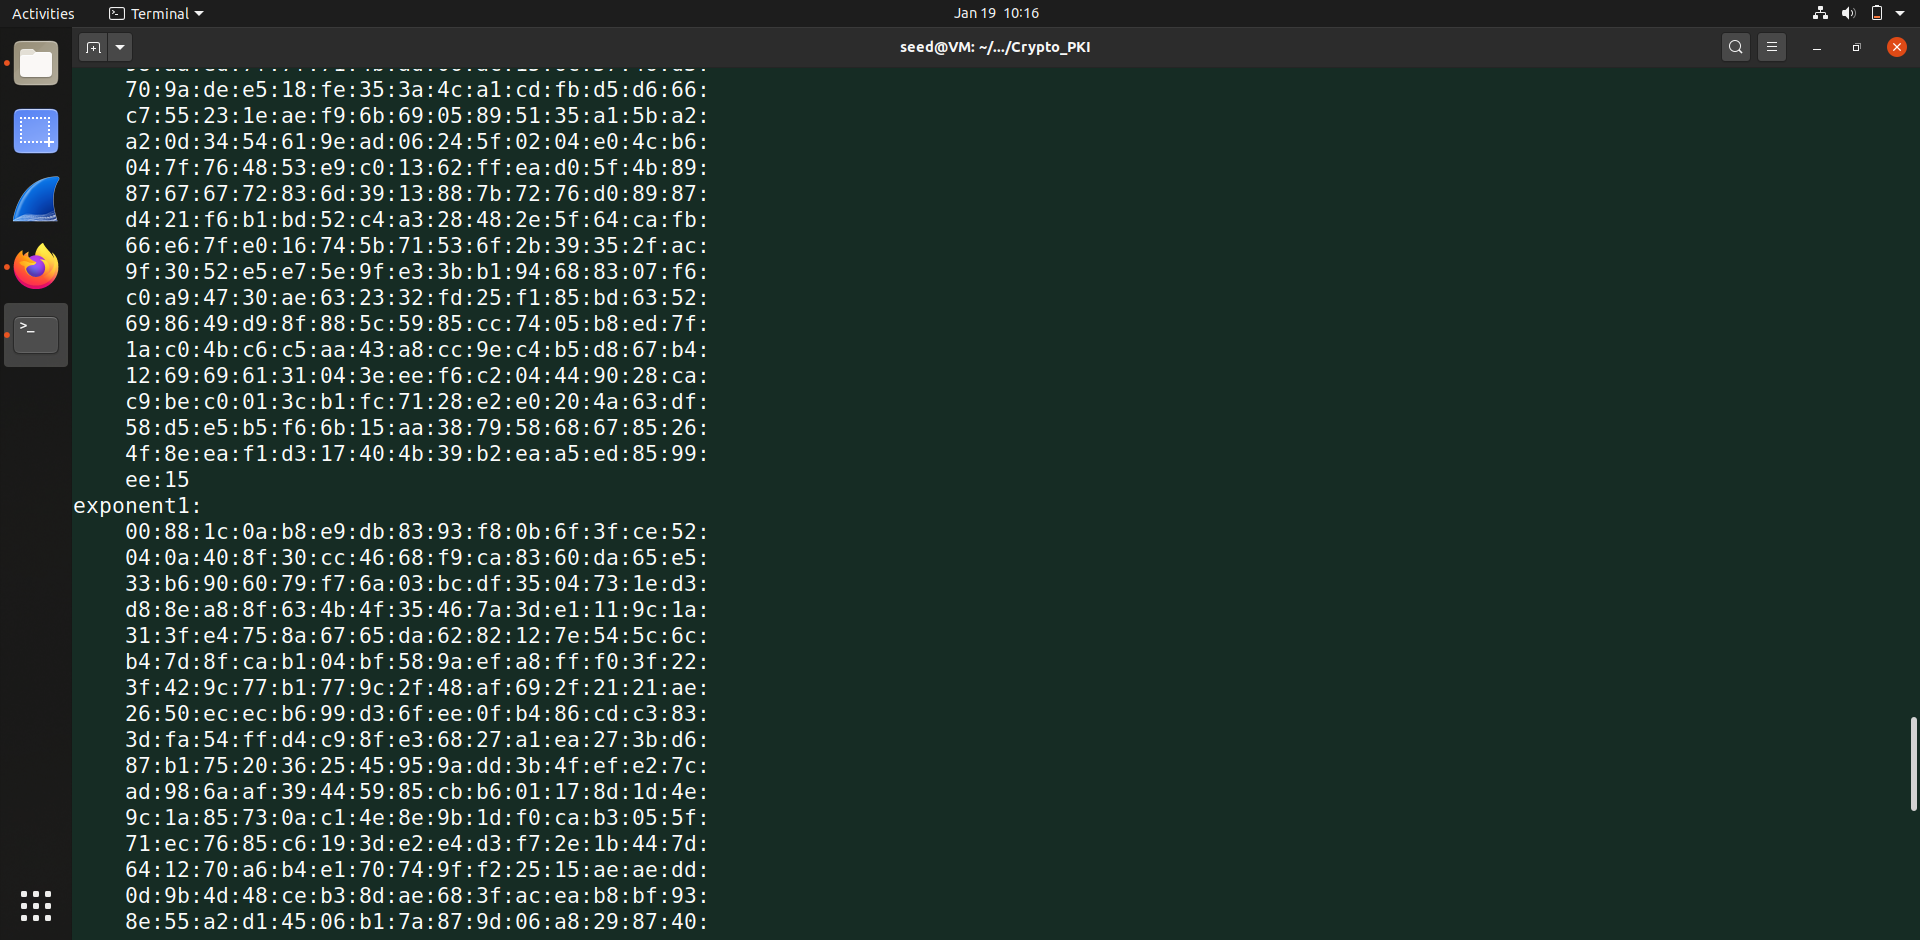 Activities
Terminal
Jan 19 10:16
seed@VM: ~/.../Crypto_PKI
70:9a:de:e5:18:fe:35:3a:4c:a1:cd:fb:d5:d6:66:
c7:55:23:1e:ae:f9:6b:69:05:89:51:35:a1:5b:a2:
a2:0d:34:54:61:9e:ad:06:24:5f:02:04:e0:4c:b6:
04:7f:76:48:53:e9:c0:13:62:ff:ea:d0:5f:4b:89:
87:67:67:72:83:6d:39:13:88:7b:72:76:d0:89:87:
d4:21:f6:b1:bd:52:c4:a3:28:48:2e:5f:64:ca:fb:
66:e6:7f:e0:16:74:5b:71:53:6f:2b:39:35:2f:ac:
9f:30:52:e5:e7:5e:9f:e3:3b:b1:94:68:83:07:f6:
c0:a9:47:30:ae:63:23:32:fd:25:f1:85:bd:63:52:
69:86:49:d9:8f:88:5c:59:85:cc:74:05:b8:ed:7f:
1a:c0:4b:c6:c5:aa:43:a8:cc:9e:c4:b5:d8:67:b4:
12:69:69:61:31:04:3e:ee:f6:c2:04:44:90:28:ca:
c9:be:c0:01:3c:b1:fc:71:28:e2:e0:20:4a:63:df:
58:d5:e5:b5:f6:6b:15:aa:38:79:58:68:67:85:26:
4f:8e:ea:f1:d3:17:40:4b:39:b2:ea:a5:ed:85:99:
ee:15
exponent1:
00:88:1c:0a:b8:e9:db:83:93:f8:0b:6f:3f:ce:52:
04:0a:40:8f:30:cc:46:68:f9:ca:83:60:da:65:e5:
33:b6:90:60:79:f7:6a:03:bc:df:35:04:73:1e:d3:
d8:8e:a8:8f:63:4b:4f:35:46:7a:3d:e1:11:9c:1a:
31:3f:e4:75:8a:67:65:da:62:82:12:7e:54:5c:6c:
b4:7d:8f:ca:b1:04:bf:58:9a:ef:a8:ff:f0:3f:22:
3f:42:9c:77:b1:77:9c:2f:48:af:69:2f:21:21:ae:
26:50:ec:ec:b6:99:d3:6f:ee:0f:b4:86:cd:c3:83:
3d:fa:54:ff:d4:c9:8f:e3:68:27:a1:ea:27:3b:d6:
87:b1:75:20:36:25:45:95:9a:dd:3b:4f:ef:e2:7c:
ad:98:6a:af:39:44:59:85:cb:b6:01:17:8d:1d:4e:
9c:1a:85:73:0a:c1:4e:8e:9b:1d:f0:ca:b3:05:5f:
71:ec:76:85:c6:19:3d:e2:e4:d3:f7:2e:1b:44:7d:
64:12:70:a6:b4:e1:70:74:9f:f2:25:15:ae:ae:dd:
0d:9b:4d:48:ce:b3:8d:ae:68:3f:ac:ea:b8:bf:93:
8e:55:a2:d1:45:06:b1:7a:87:9d:06:a8:29:87:40: